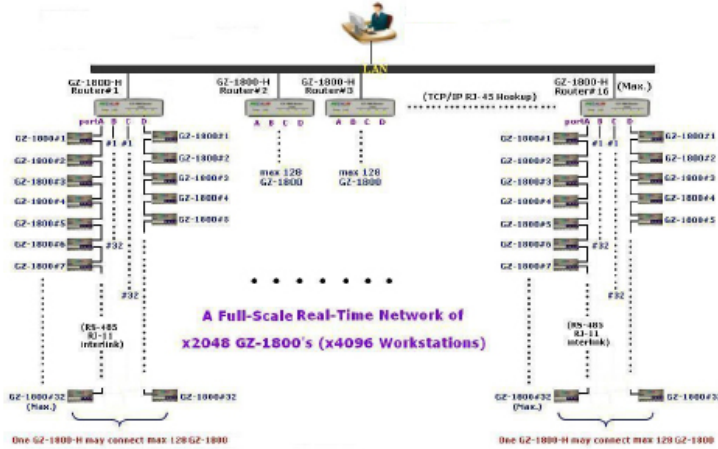 LAN
GZ-1800-H
Router#1
GZ-1800-H
Router#2
GZ-1800-H
Router#3
(TCP/IP RJ-45 Hookup)
GZ-1800-H
Router#16
(Max.)
portA B C D
A B C D
A B C D
portA B C D
GZ-1800#1
#1 #1
GZ-1800#1
GZ-1800#2
GZ-1800#2
GZ-1800#3
GZ-1800#3
GZ-1800#4
GZ-1800#4
GZ-1800#5
GZ-1800#6
#32
GZ-1800#7
#32
max 128
GZ-1800
max 128
GZ-1800
GZ-1800#1
#1 #1
GZ-1800#1
GZ-1800#2
GZ-1800#2
GZ-1800#3
GZ-1800#3
GZ-1800#4
GZ-1800#4
GZ-1800#5
GZ-1800#5
GZ-1800#6
#32
GZ-1800#7
#32
(RS-485
RJ-11
interlink)
A Full-Scale Real-Time Network of
x2048 GZ-1800's (x4096 Workstations)
(RS-485
RJ-11
interlink)
GZ-1800#32
(Max.)
GZ-1800#32
GZ-1800#32
(Max.)
One GZ-1800-H may connect max 128 GZ-1800
One GZ-1800-H may connect max 128 GZ-1800